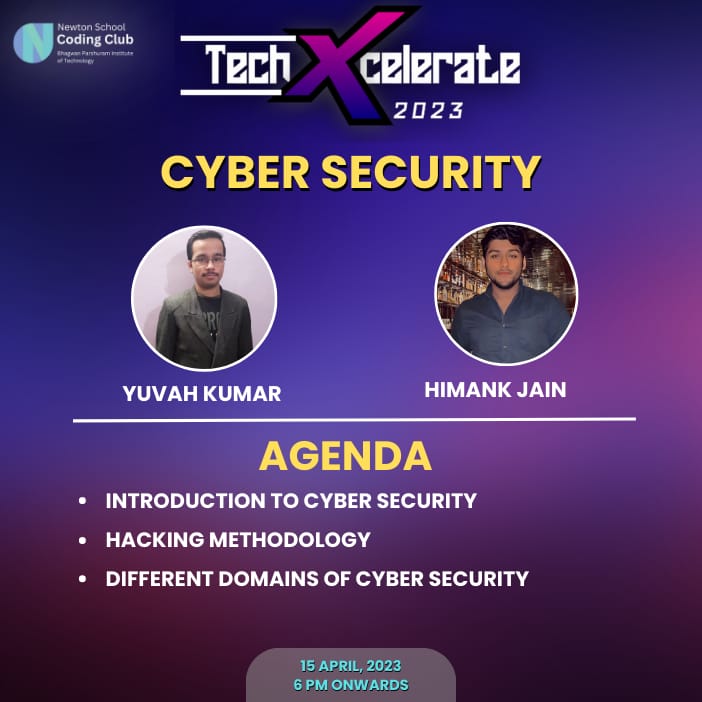 Newton School
Coding Club
Bhagwan Parshuram Institute
of Technology
TechXcelerate
2023
CYBER SECURITY
YUVAH KUMAR
HIMANK JAIN
AGENDA
• INTRODUCTION TO CYBER SECURITY
• HACKING METHODOLOGY
• DIFFERENT DOMAINS OF CYBER SECURITY
15 APRIL, 2023
6 PM ONWARDS